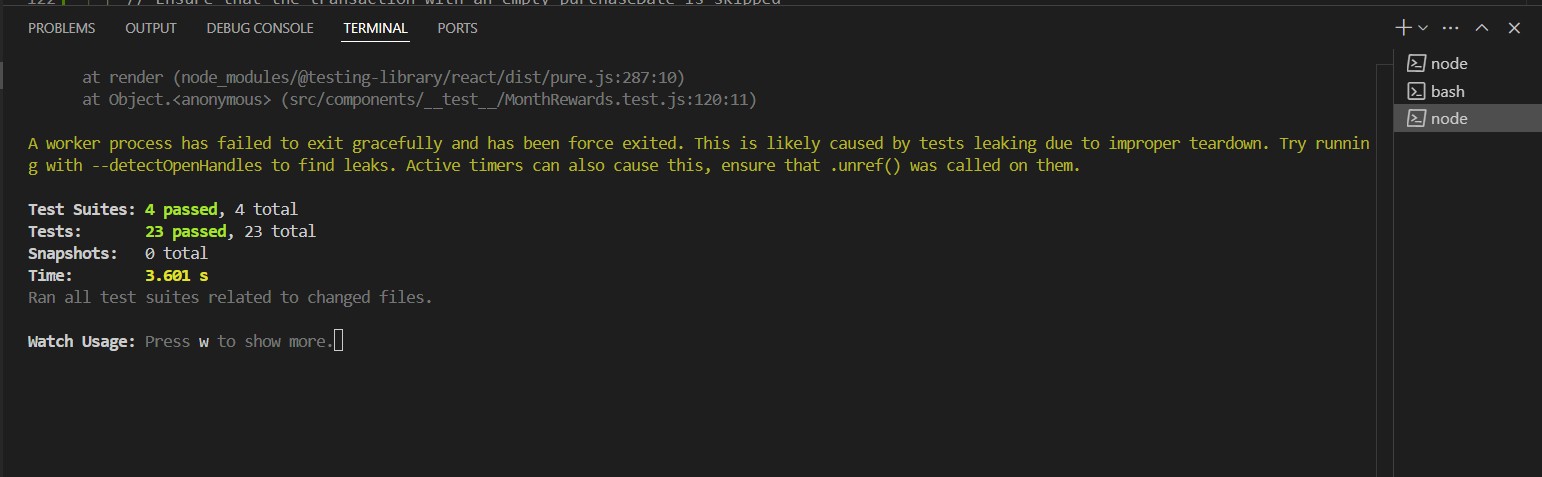 122 // Ensure that the transaction with an empty purchaseDate is skipped
PROBLEMS OUTPUT DEBUG CONSOLE TERMINAL PORTS
at render (node_modules/@testing-library/react/dist/pure.js:287:10)
at Object.<anonymous> (src/components/__test__/MonthRewards.test.js:120:11)
A worker process has failed to exit gracefully and has been force exited. This is likely caused by tests leaking due to improper teardown. Try runnin
g with --detectOpenHandles to find leaks. Active timers can also cause this, ensure that .unref() was called on them.
Test Suites: 4 passed, 4 total
Tests: 23 passed, 23 total
Snapshots: 0 total
Time: 3.601 s
Ran all test suites related to changed files.
Watch Usage: Press w to show more.
node
bash
node